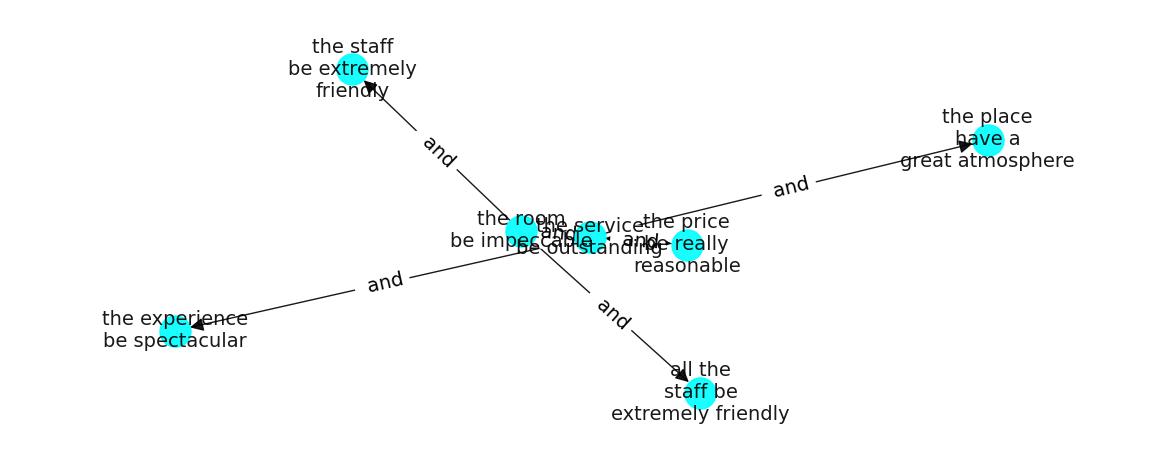 the staff
be extremely
friendly
and
the place
have a
great atmosphere
and
the room
be impeccable
and
the service
be outstanding
and
the price
be really
reasonable
and
the experience
be spectacular
and
all the
staff be
extremely friendly